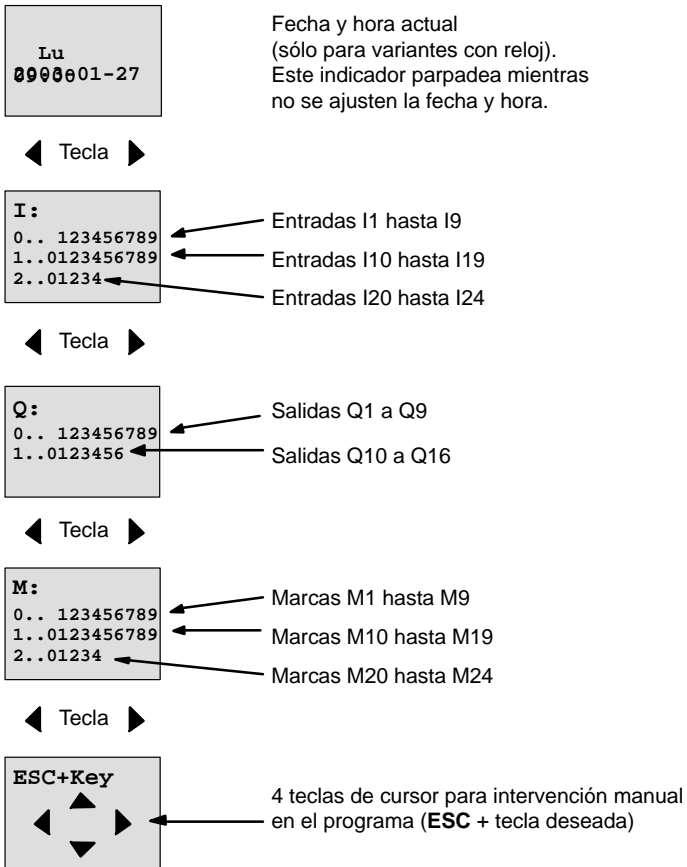 Lu
01-27
Fecha y hora actual
(sólo para variantes con reloj).
Este indicador parpadea mientras
no se ajusten la fecha y hora.
Tecla
I:
0.. 123456789
1..0123456789
2..01234
Entradas I1 hasta I9
Entradas I10 hasta I19
Entradas I20 hasta I24
Tecla
Q:
0.. 123456789
1..0123456
Salidas Q1 a Q9
Salidas Q10 a Q16
Tecla
M:
0.. 123456789
1..0123456789
2..01234
Marcas M1 hasta M9
Marcas M10 hasta M19
Marcas M20 hasta M24
Tecla
ESC+Key
4 teclas de cursor para intervención manual
en el programa (ESC + tecla deseada)